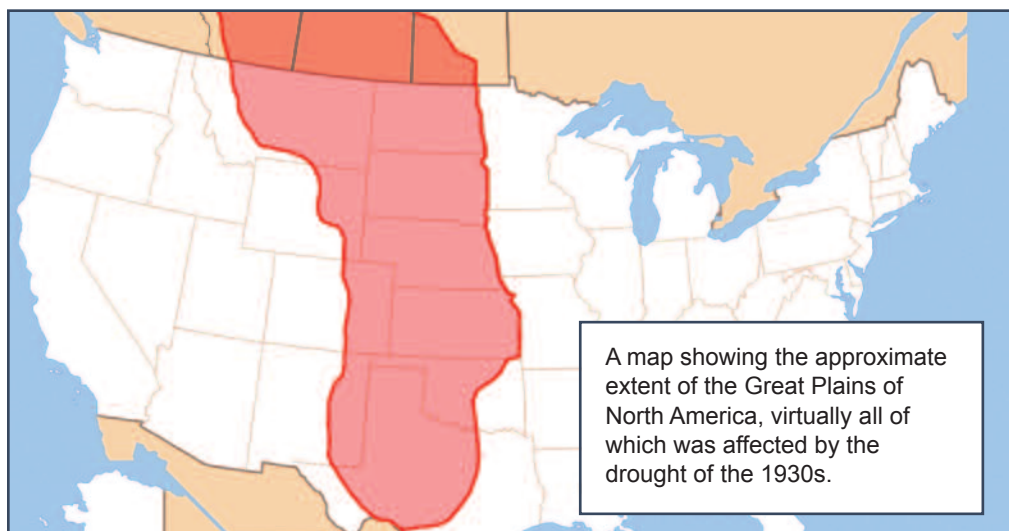 A map showing the approximate
extent of the Great Plains of
North America, virtually all of
which was affected by the
drought of the 1930s.